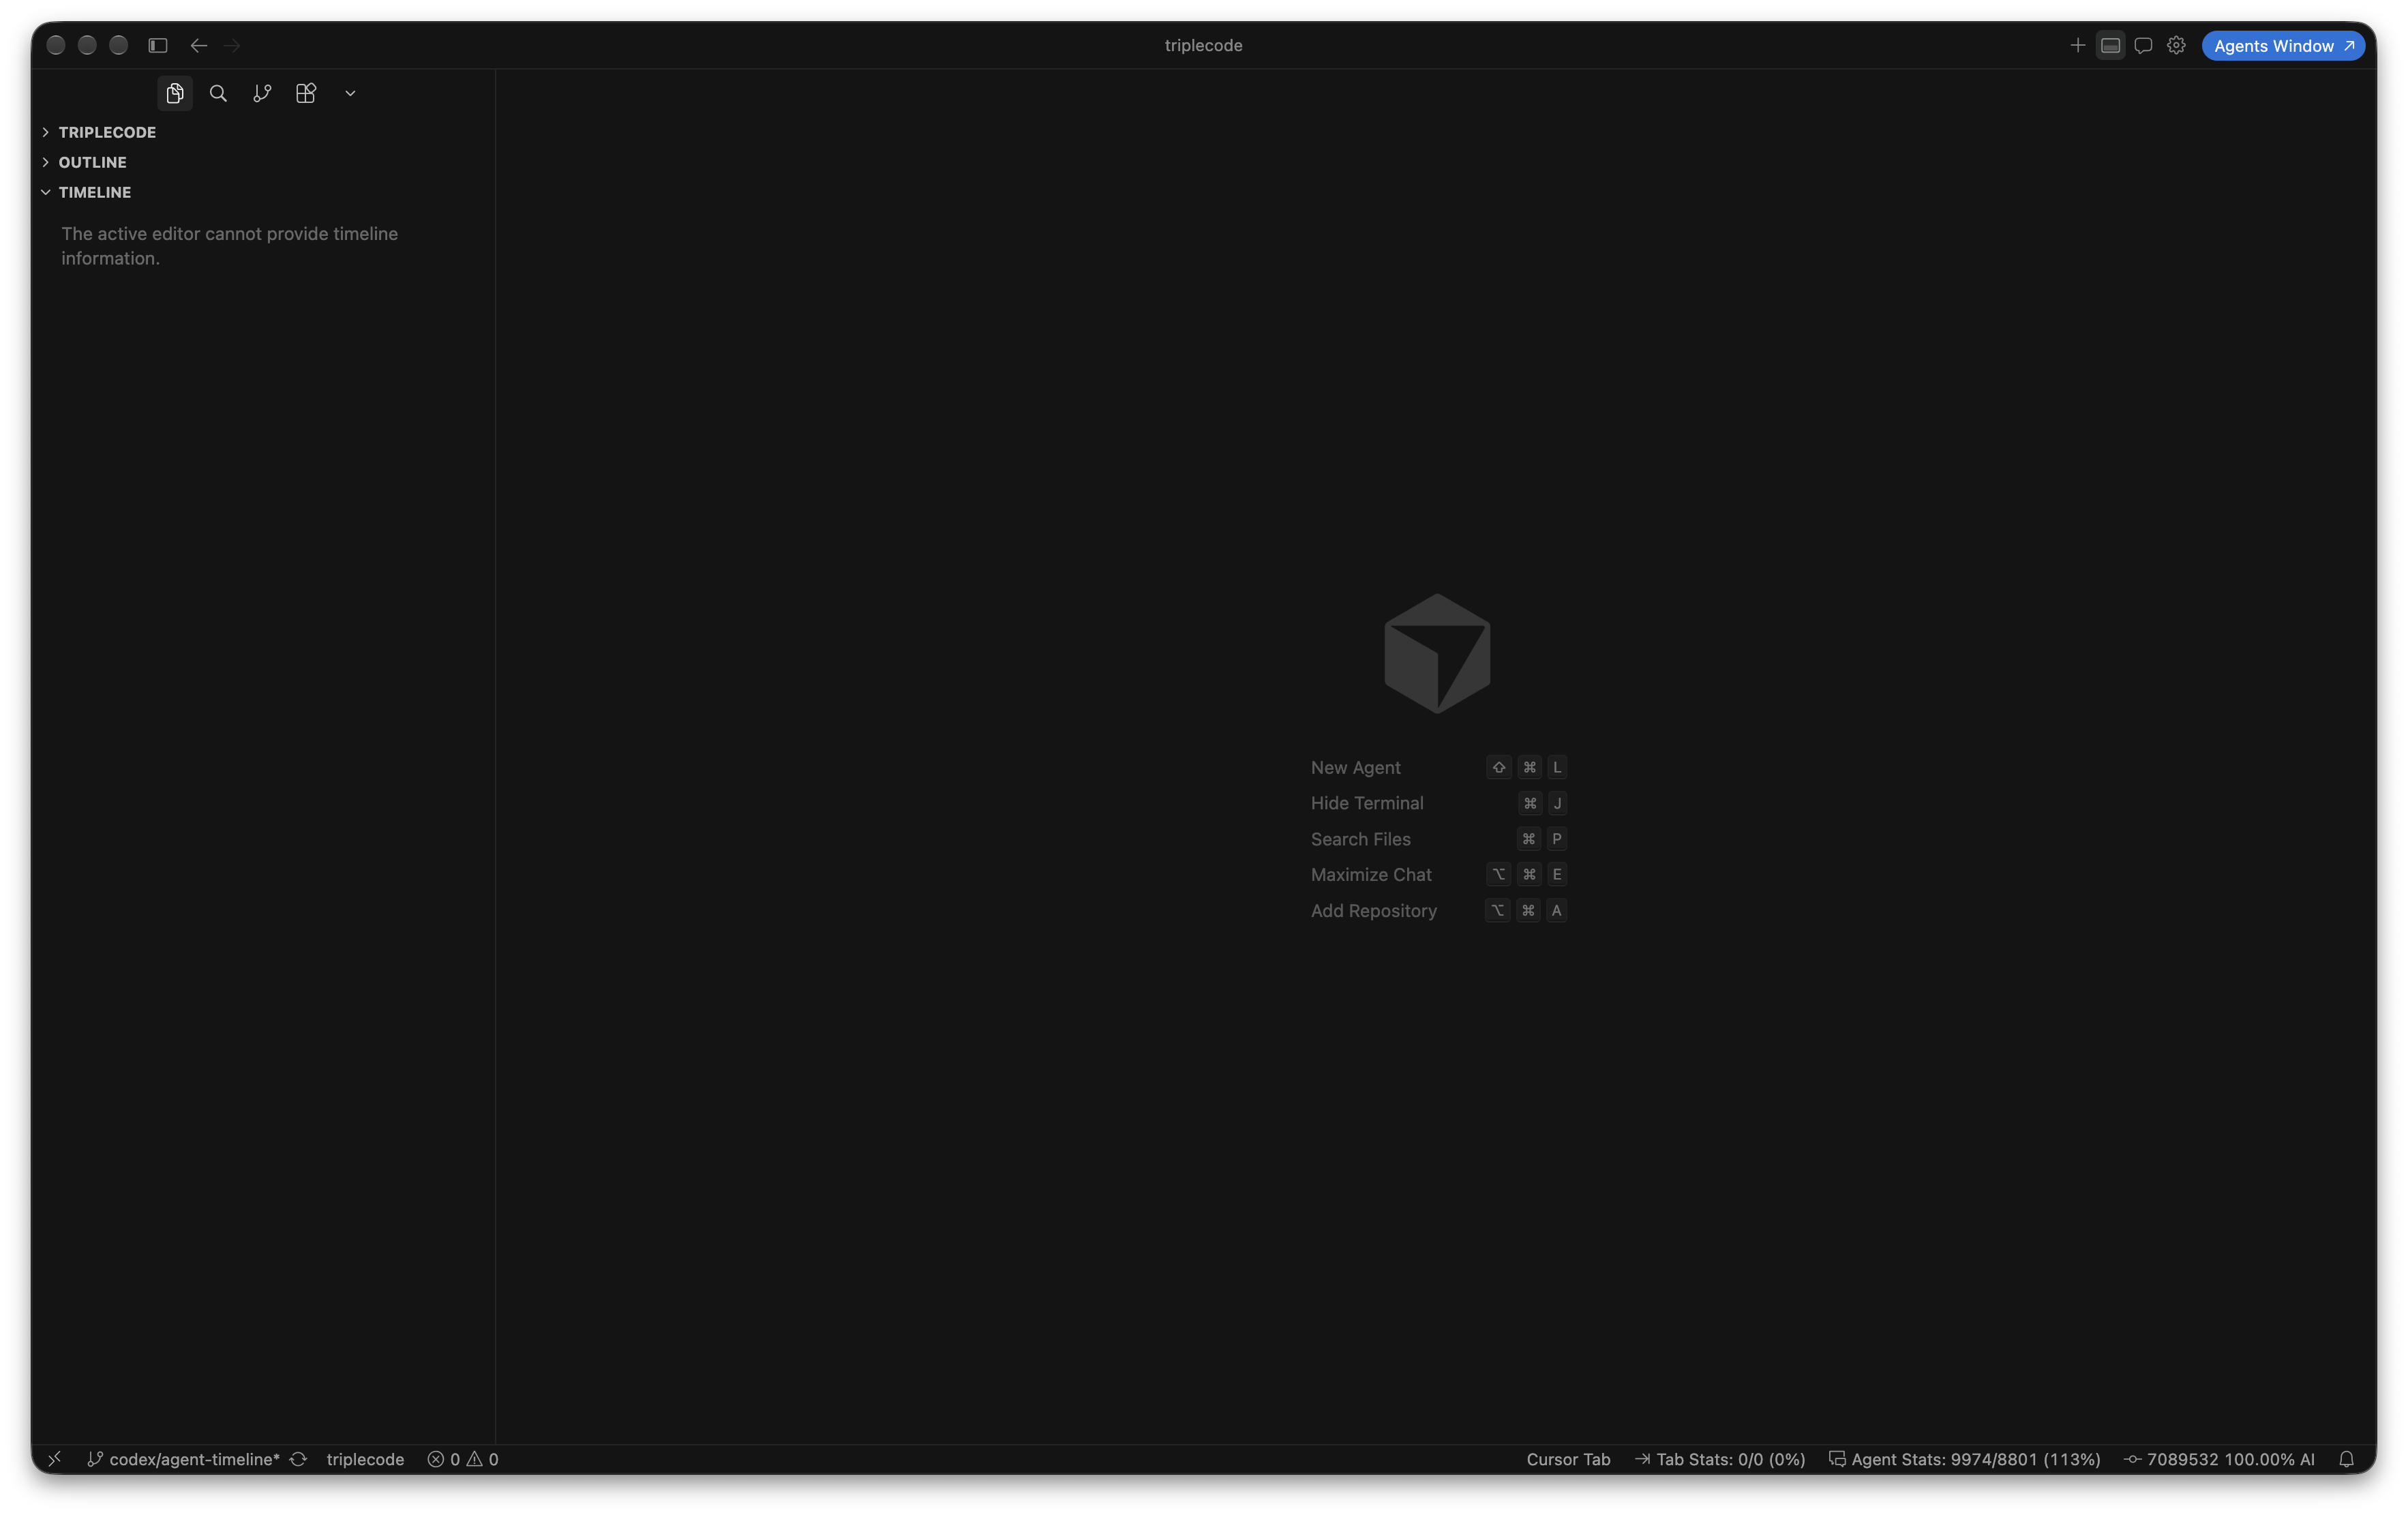 triplecode
Agents Window
TRIPLECODE
OUTLINE
TIMELINE
The active editor cannot provide timeline
information.
New Agent ⇧ ⌘ L
Hide Terminal ⌘ J
Search Files ⌘ P
Maximize Chat ⌥ ⌘ E
Add Repository ⌥ ⌘ A
codex/agent-timeline* triplecode 0 0 Cursor Tab Tab Stats: 0/0 (0%) Agent Stats: 9974/8801 (113%) 7089532 100.00% AI